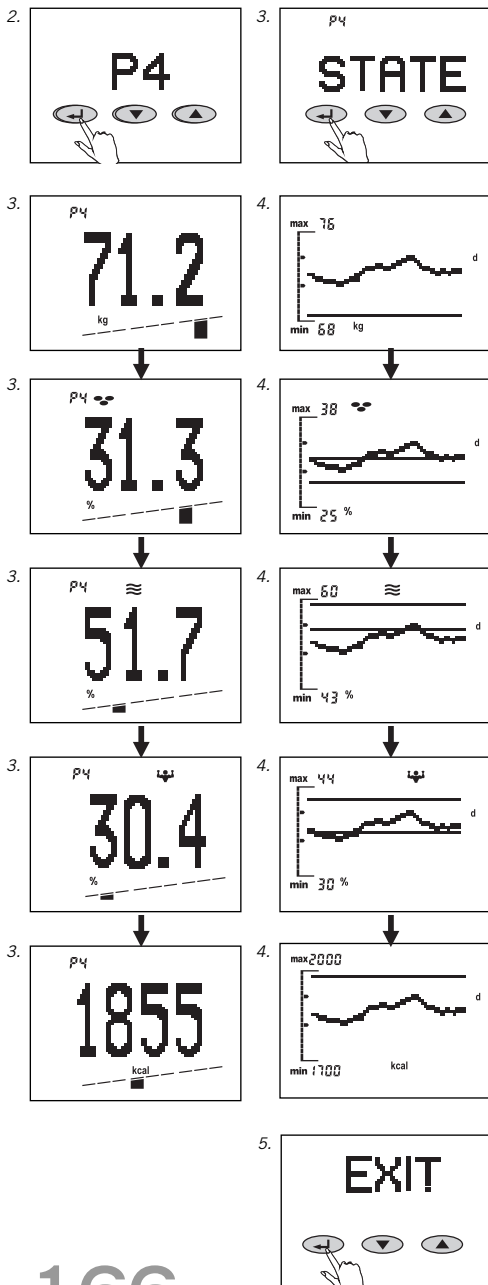 2.
P4
3.
P4
STATE
3.
P4
71.2
kg
4.
max 76
d
min 68 kg
3.
P4
31.3
%
4.
max 38
d
min 25 %
3.
P4
51.7
%
4.
max 60
d
min 43 %
3.
P4
30.4
%
4.
max 44
d
min 30 %
3.
P4
1855
kcal
4.
max 2000
d
min 1700 kcal
5.
EXIT